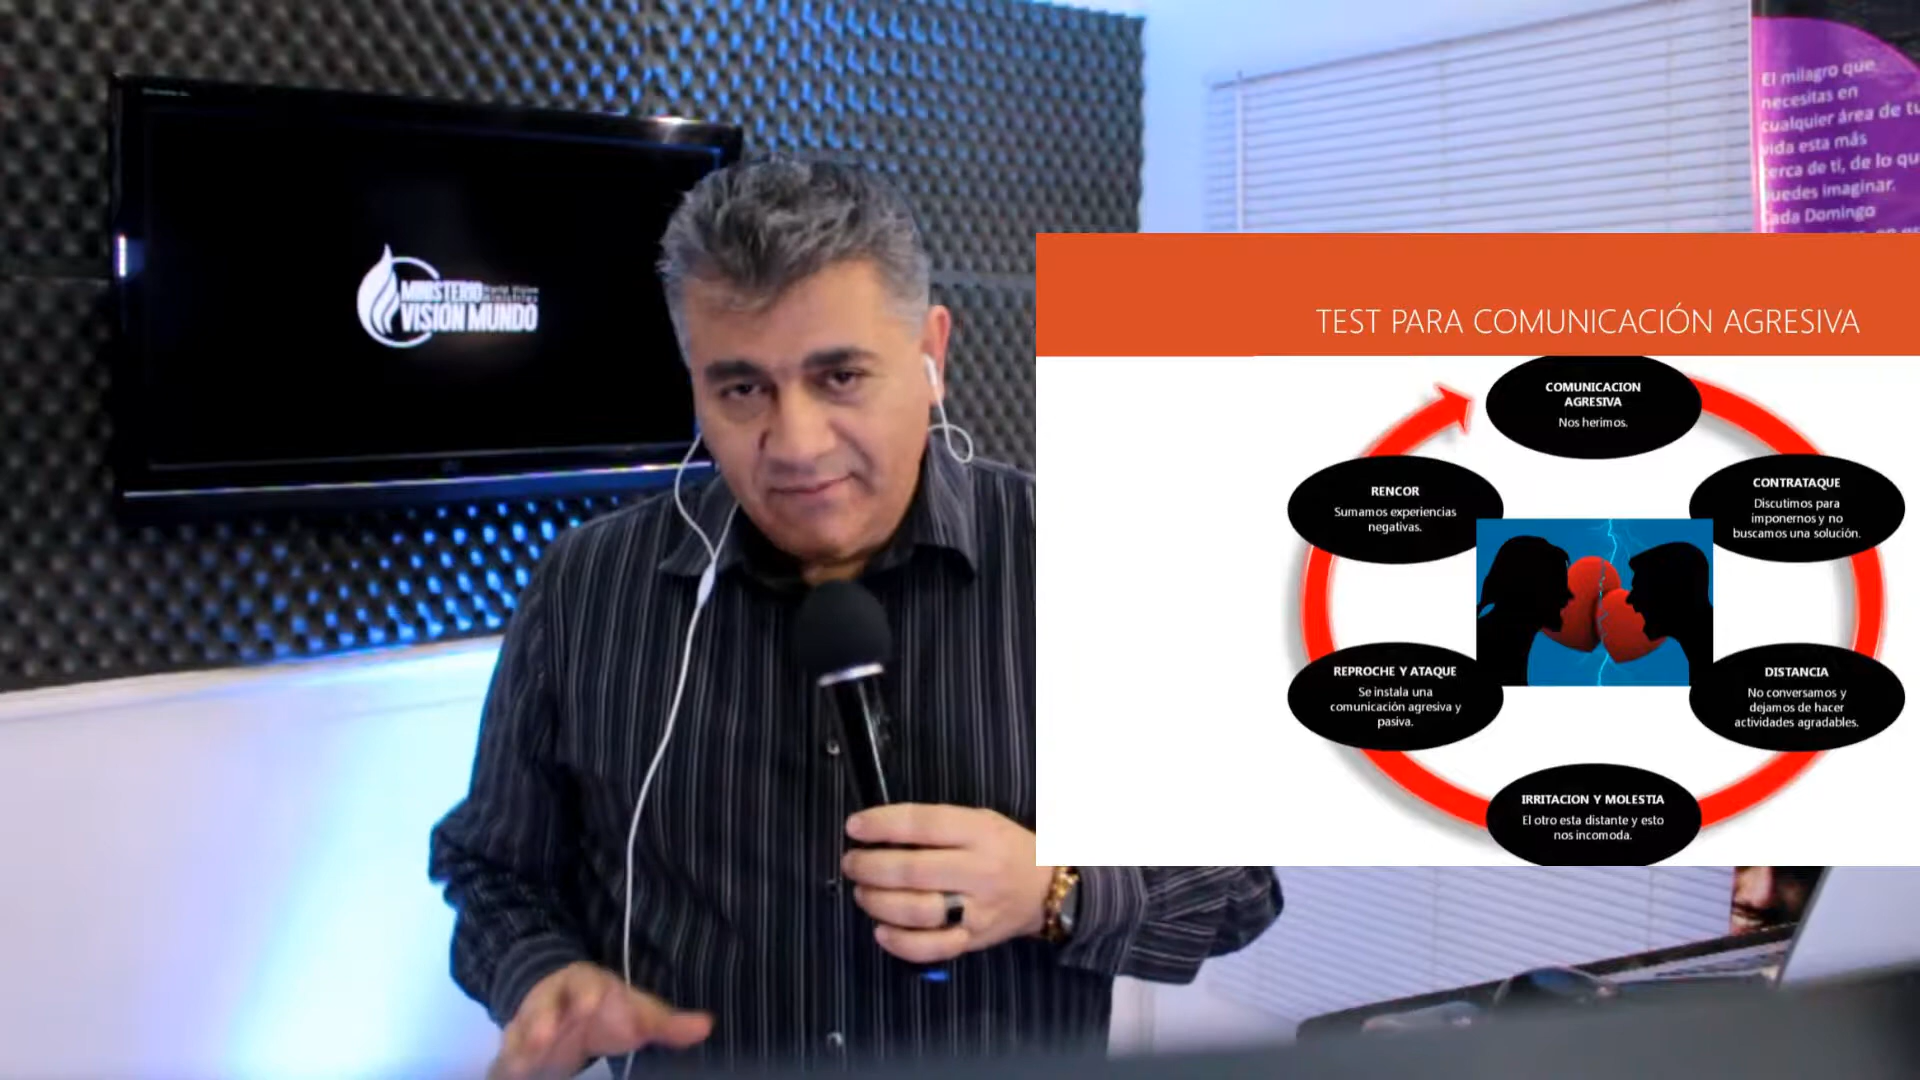 MINISTERIO
VISION MUNDO
El milagro que
necesitas en
cualquier área de tu
vida esta más
cerca de ti, de lo que
puedes imaginar.
Cada Domingo
TEST PARA COMUNICACIÓN AGRESIVA
COMUNICACION
AGRESIVA
Nos herimos.
CONTRATAQUE
Discutimos para
imponernos y no
buscamos una solución.
DISTANCIA
No conversamos y
dejamos de hacer
actividades agradables.
IRRITACION Y MOLESTIA
El otro esta distante y esto
nos incomoda.
REPROCHE Y ATAQUE
Se instala una
comunicación agresiva y
pasiva.
RENCOR
Sumamos experiencias
negativas.